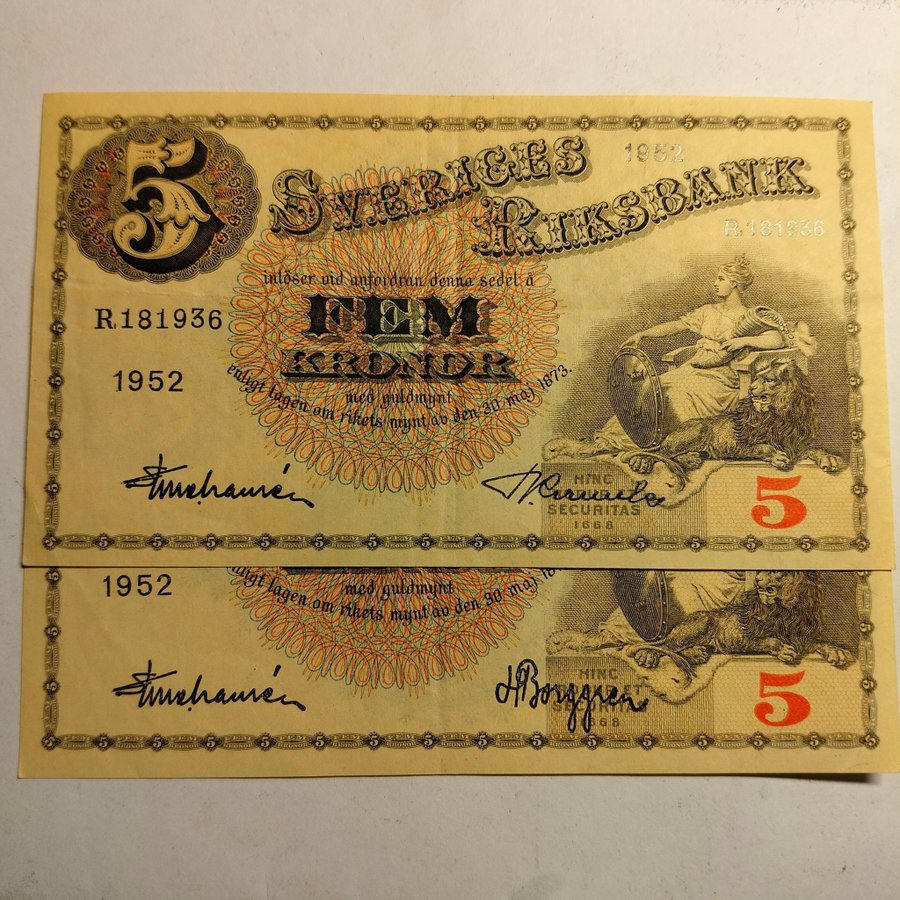 5
SVERIGES
RIKSBANK
1952
R.181936
inlöser vid anfordran denna sedel å
FEM
KRONOR
R.181936
1952
med guldmynt
enligt lagen om rikets mynt av den 30 maj 1873.
HINC
SECURITAS
1668
5
1952
med guldmynt
enligt lagen om rikets mynt av den 30 maj
HINC
1668
H Borggren
5